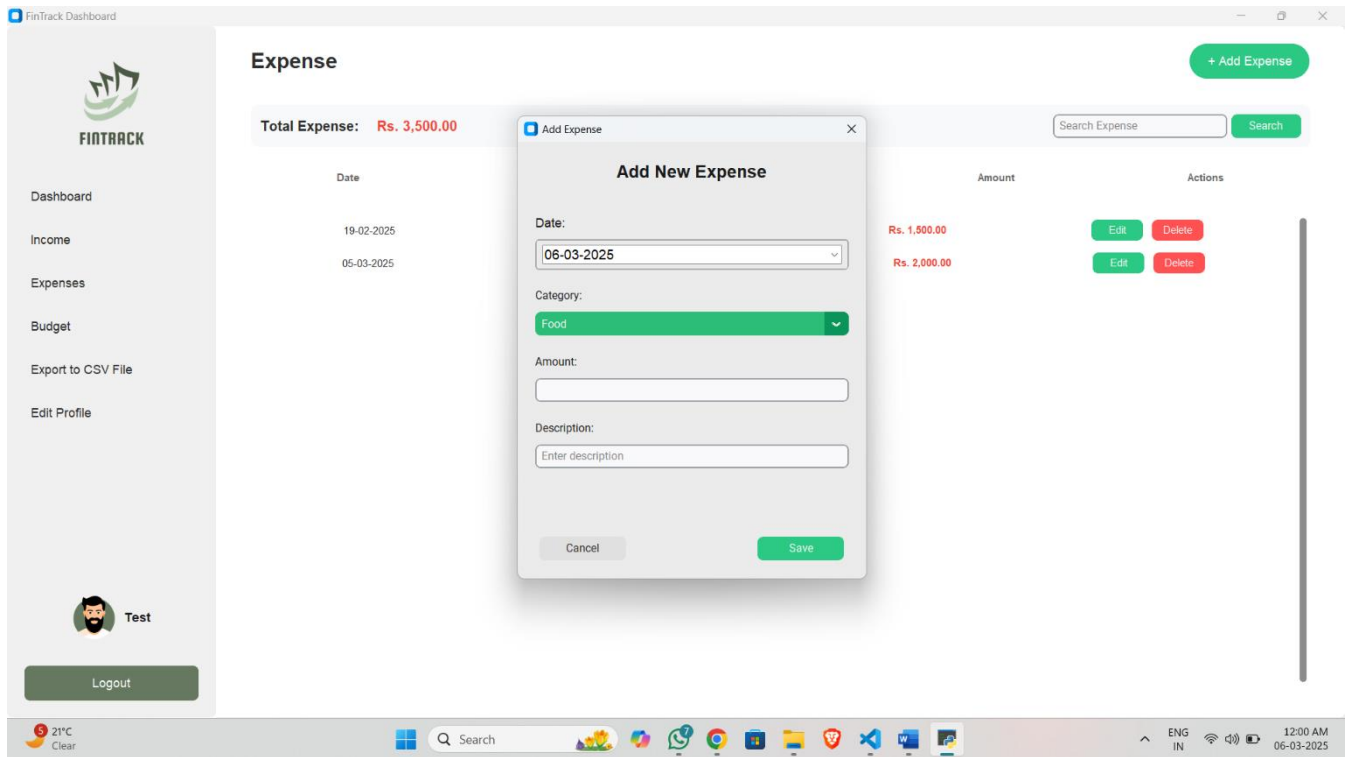 FinTrack Dashboard
FINTRACK
Dashboard
Income
Expenses
Budget
Export to CSV File
Edit Profile
Test
Logout
Expense
+ Add Expense
Total Expense: Rs. 3,500.00
Search Expense
Search
Date
Amount
Actions
19-02-2025
Rs. 1,500.00
Edit
Delete
05-03-2025
Rs. 2,000.00
Edit
Delete
Add Expense
Add New Expense
Date:
06-03-2025
Category:
Food
Amount:
Description:
Enter description
Cancel
Save
5
21°C
Clear
Search
ENG
IN
12:00 AM
06-03-2025